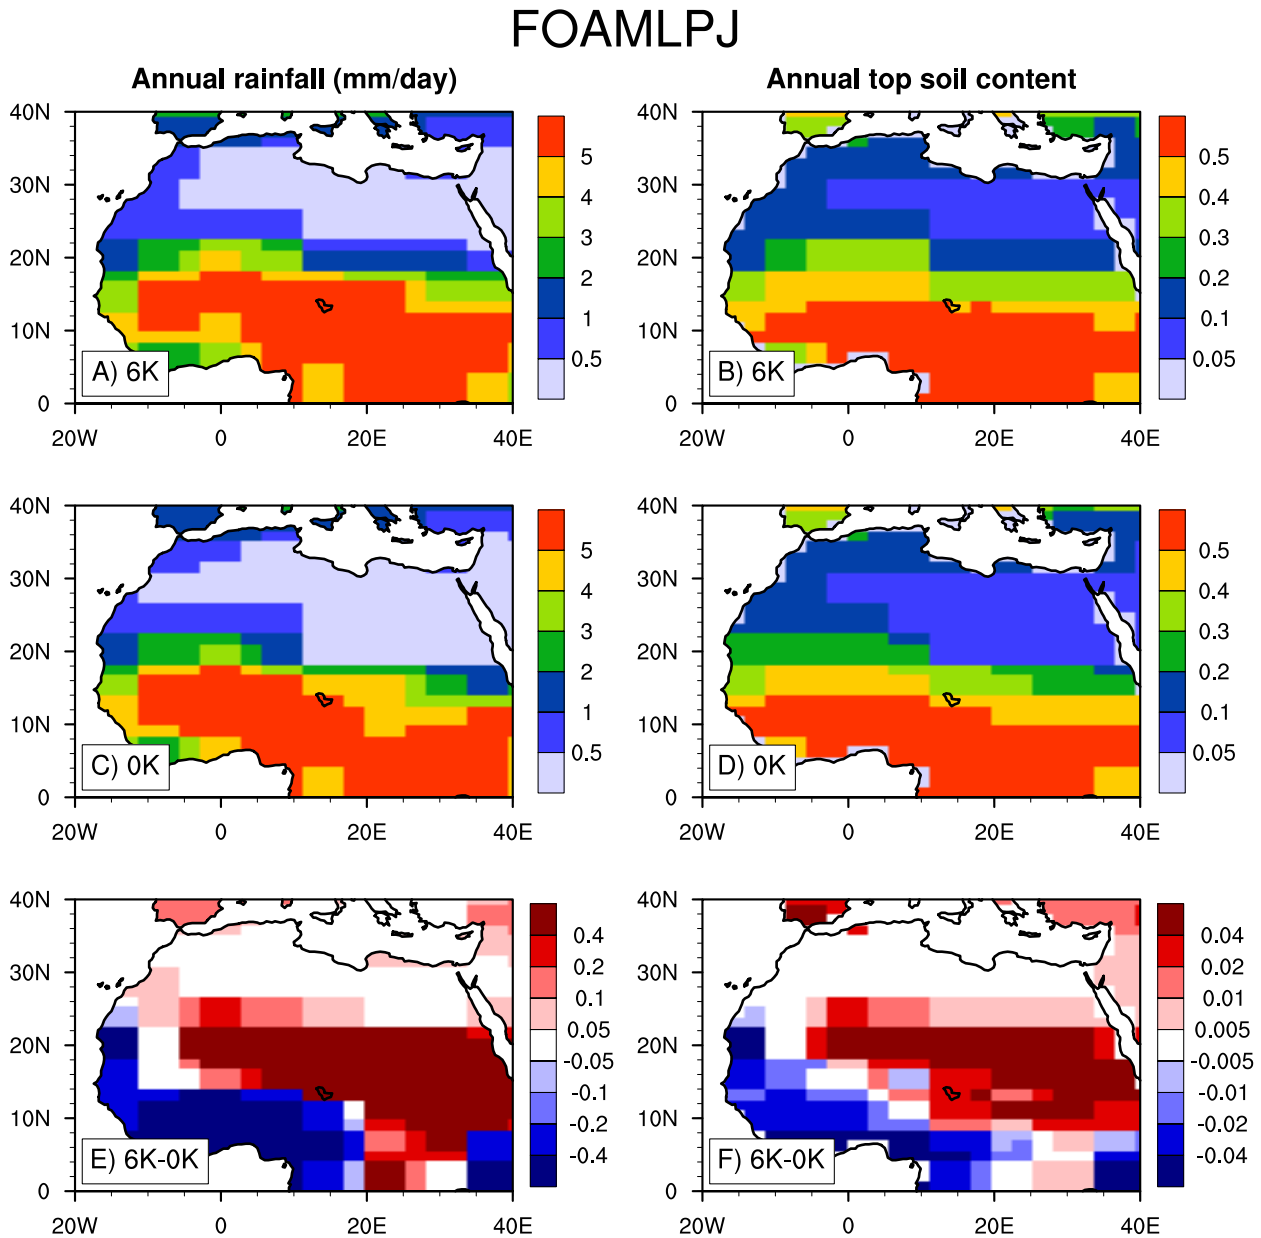 FOAMLPJ
Annual rainfall (mm/day)
Annual top soil content
40N
30N
20N
10N
0
20W
0
20E
40E
A) 6K
5
4
3
2
1
0.5
40N
30N
20N
10N
0
20W
0
20E
40E
B) 6K
0.5
0.4
0.3
0.2
0.1
0.05
40N
30N
20N
10N
0
20W
0
20E
40E
C) 0K
5
4
3
2
1
0.5
40N
30N
20N
10N
0
20W
0
20E
40E
D) 0K
0.5
0.4
0.3
0.2
0.1
0.05
40N
30N
20N
10N
0
20W
0
20E
40E
E) 6K-0K
0.4
0.2
0.1
0.05
-0.05
-0.1
-0.2
-0.4
40N
30N
20N
10N
0
20W
0
20E
40E
F) 6K-0K
0.04
0.02
0.01
0.005
-0.005
-0.01
-0.02
-0.04